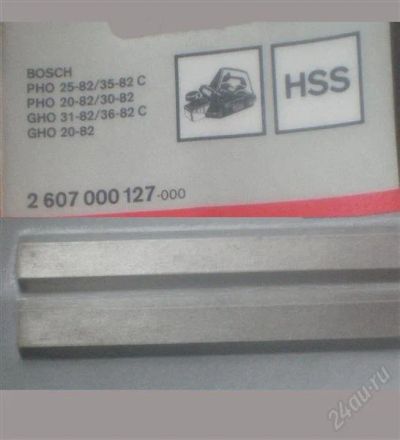 BOSCH
PHO 25-82/35-82 C
PHO 20-82/30-82
GHO 31-82/36-82 C
GHO 20-82
HSS
2 607 000 127-000
24au.ru